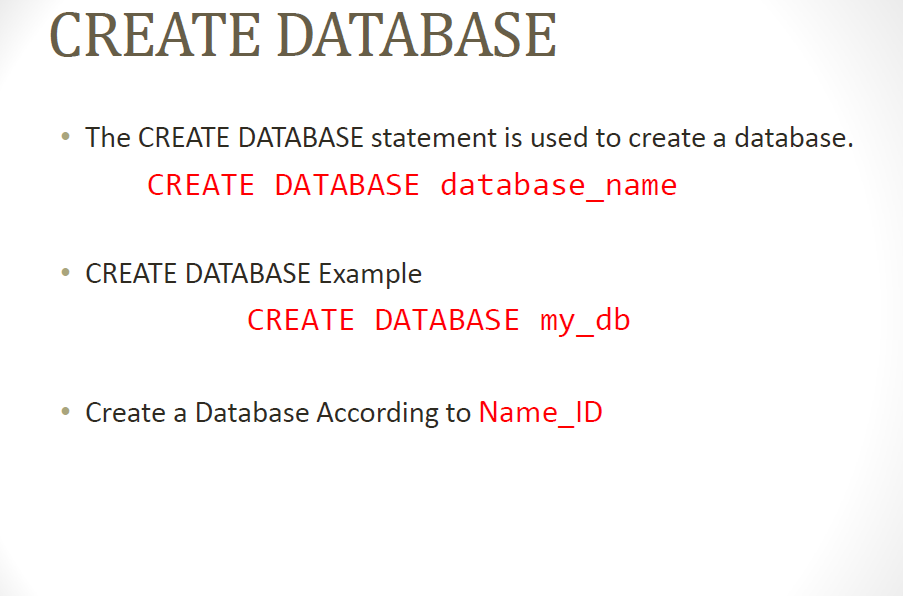 CREATE DATABASE
• The CREATE DATABASE statement is used to create a database.
CREATE DATABASE database_name
• CREATE DATABASE Example
CREATE DATABASE my_db
• Create a Database According to Name_ID